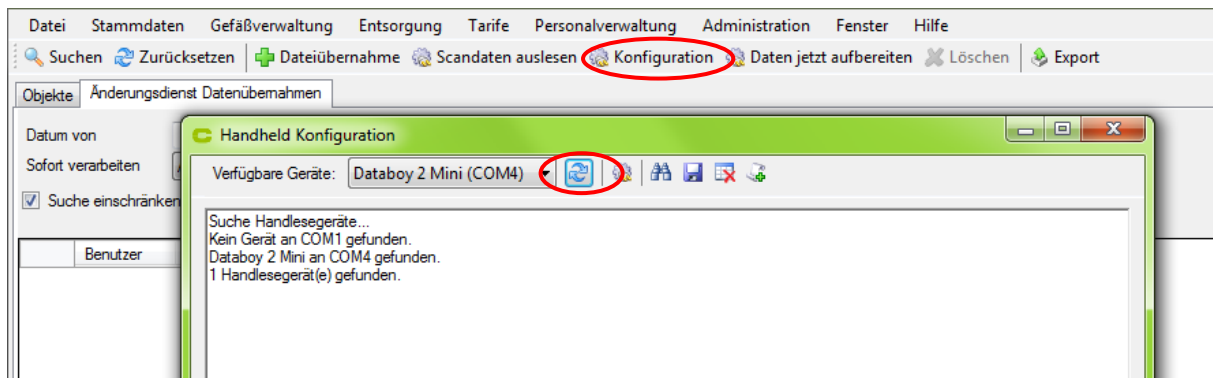 Datei Stammdaten Gefäßverwaltung Entsorgung Tarife Personalverwaltung Administration Fenster Hilfe
Suchen Zurücksetzen Dateiübernahme Scandaten auslesen Konfiguration Daten jetzt aufbereiten Löschen Export
Objekte Änderungsdienst Datenübernahmen
Datum von
Handheld Konfiguration
Sofort verarbeiten
Verfügbare Geräte: Databoy 2 Mini (COM4)
Suche einschränken
Suche Handlesegeräte...
Kein Gerät an COM1 gefunden.
Benutzer
Databoy 2 Mini an COM4 gefunden.
1 Handlesegerät(e) gefunden.